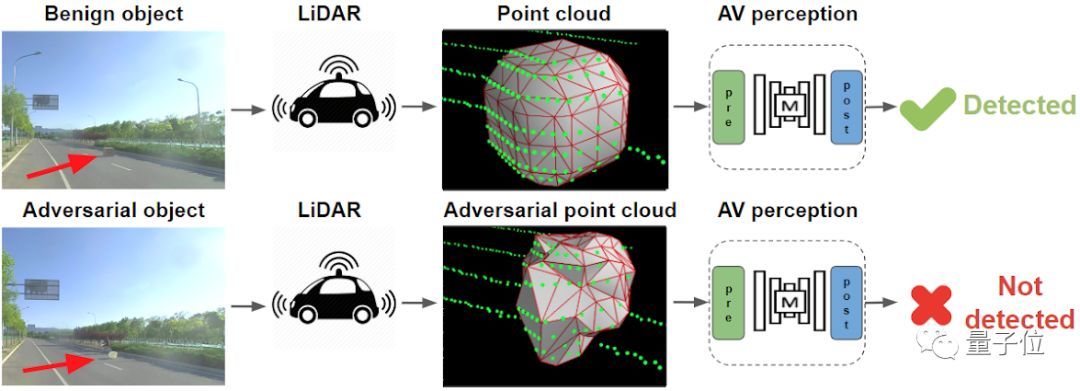 Benign object
LiDAR
Point cloud
AV perception
pre
M
post
Detected
Adversarial object
LiDAR
Adversarial point cloud
AV perception
pre
M
post
Not
detected
量子位